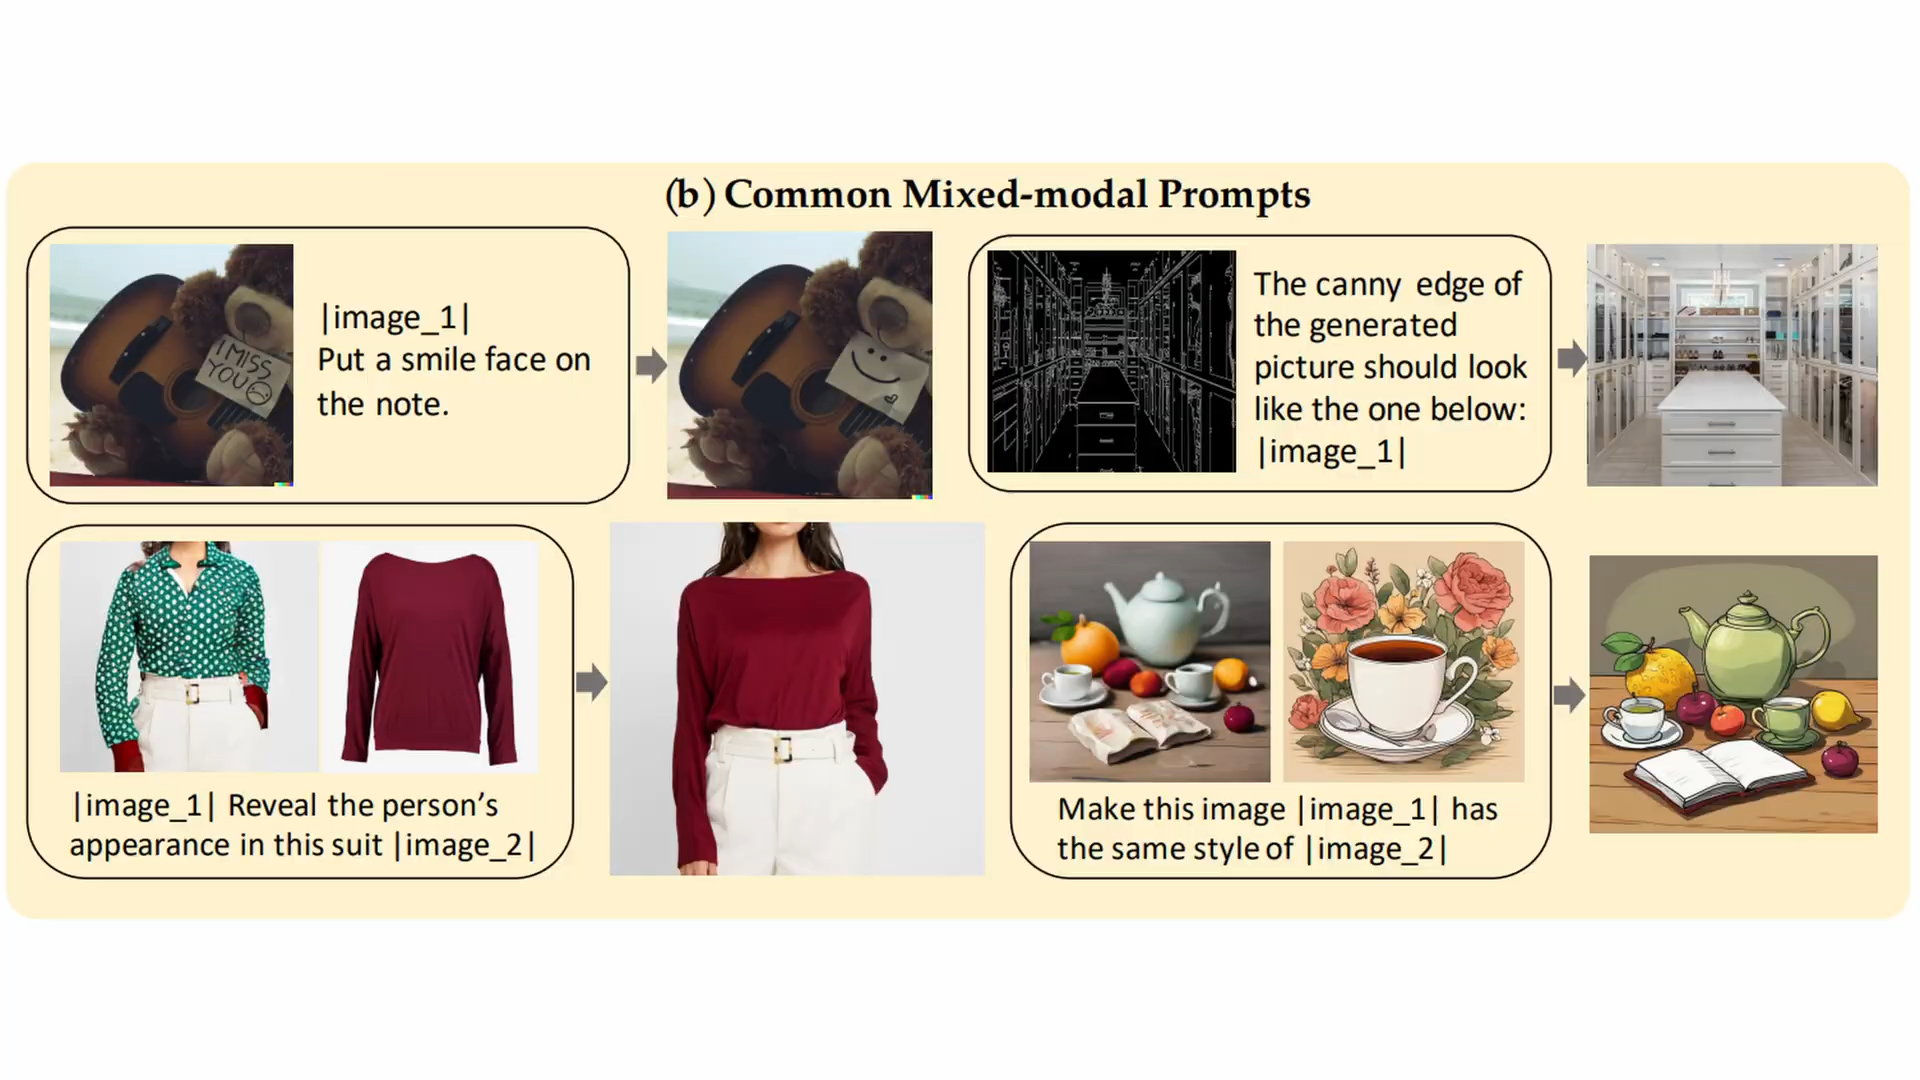 (b) Common Mixed-modal Prompts
I MISS
YOU
|image_1|
Put a smile face on
the note.
The canny edge of
the generated
picture should look
like the one below:
|image_1|
|image_1| Reveal the person’s
appearance in this suit |image_2|
Make this image |image_1| has
the same style of |image_2|